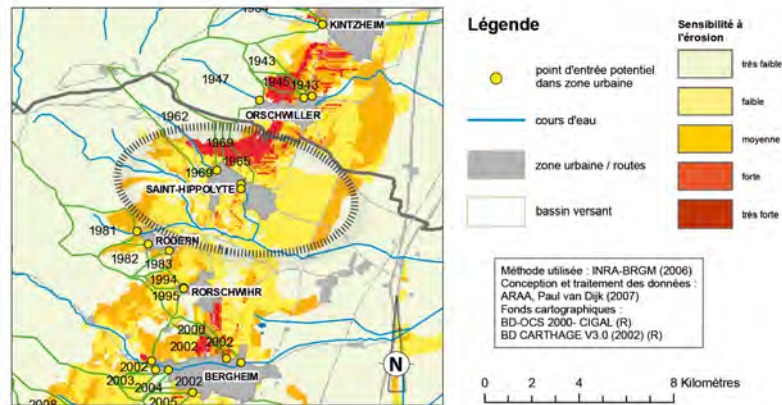 KINTZHEIM
1943
1947
1945
1943
ORSCHWILLER
1962
1969
1965
1969
SAINT-HIPPOLYTE
1981
RODERN
1982
1983
1994
RORSCHWIHR
1995
2000
2002
2002
2002
BERGHEIM
2003
2002
2004
2005
2008
N
Légende
point d'entrée potentiel
dans zone urbaine
cours d'eau
zone urbaine / routes
bassin versant
Sensibilité à
l'érosion
très faible
faible
moyenne
forte
très forte
Méthode utilisée : INRA-BRGM (2006)
Conception et traitement des données :
ARAA, Paul van Dijk (2007)
Fonds cartographiques :
BD-OCS 2000- CIGAL (R)
BD CARTHAGE V3.0 (2002) (R)
0 2 4 8 Kilomètres